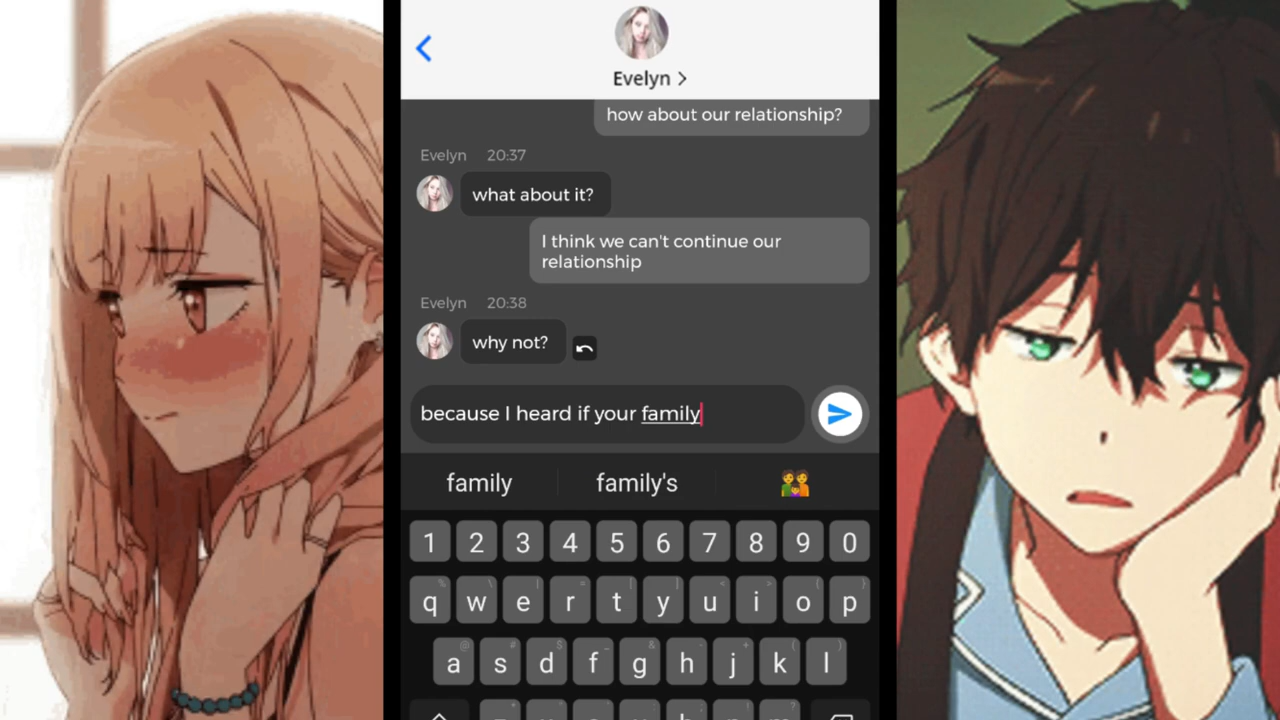 Evelyn
how about our relationship?
Evelyn 20:37
what about it?
I think we can't continue our
relationship
Evelyn 20:38
why not?
because I heard if your family
family family's
1 2 3 4 5 6 7 8 9 0
q w e r t y u i o p
a s d f g h j k l